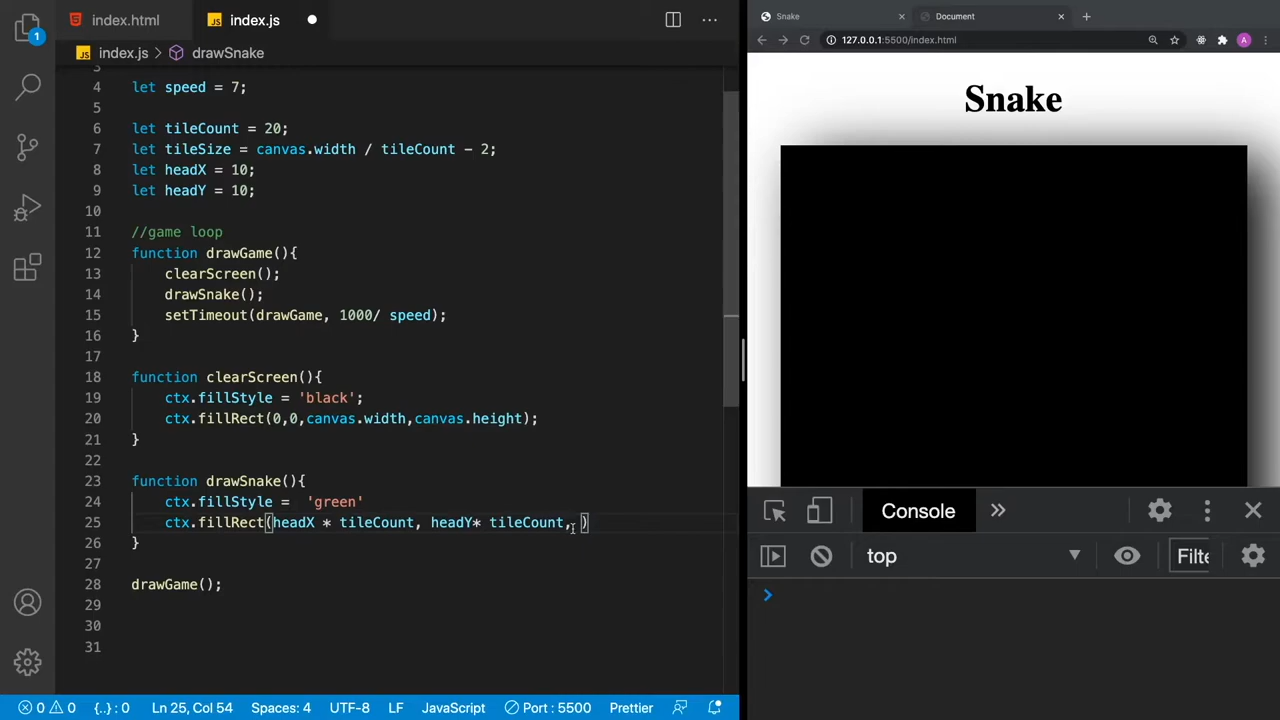 index.html
index.js
index.js > drawSnake
3
4 let speed = 7;
5
6 let tileCount = 20;
7 let tileSize = canvas.width / tileCount - 2;
8 let headX = 10;
9 let headY = 10;
10
11 //game loop
12 function drawGame(){
13 clearScreen();
14 drawSnake();
15 setTimeout(drawGame, 1000/ speed);
16 }
17
18 function clearScreen(){
19 ctx.fillStyle = 'black';
20 ctx.fillRect(0,0,canvas.width,canvas.height);
21 }
22
23 function drawSnake(){
24 ctx.fillStyle =  'green'
25 ctx.fillRect(headX * tileCount, headY* tileCount, )
26 }
27
28 drawGame();
29
30
31
1
JS
JS
0 0 {..} : 0 Ln 25, Col 54 Spaces: 4 UTF-8 LF JavaScript Port : 5500 Prettier
Snake
Document
127.0.0.1:5500/index.html
A
Snake
Console
top
Filte